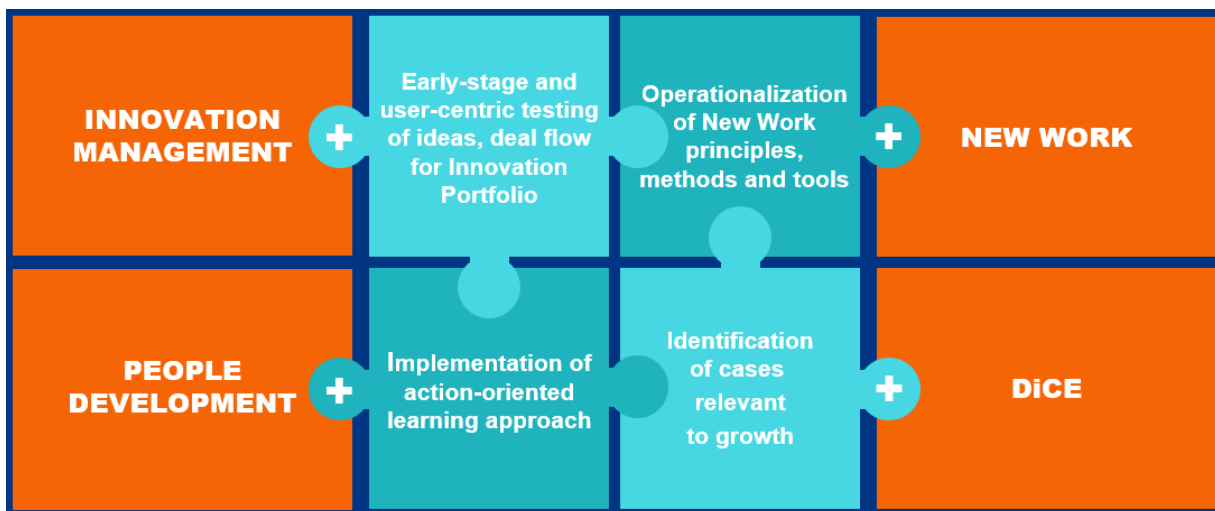 INNOVATION
MANAGEMENT
+
Early-stage and
user-centric testing
of ideas, deal flow
for Innovation
Portfolio
Operationalization
of New Work
principles,
methods and tools
+
NEW WORK
PEOPLE
DEVELOPMENT
+
Implementation of
action-oriented
learning approach
Identification
of cases
relevant
to growth
+
DiCE